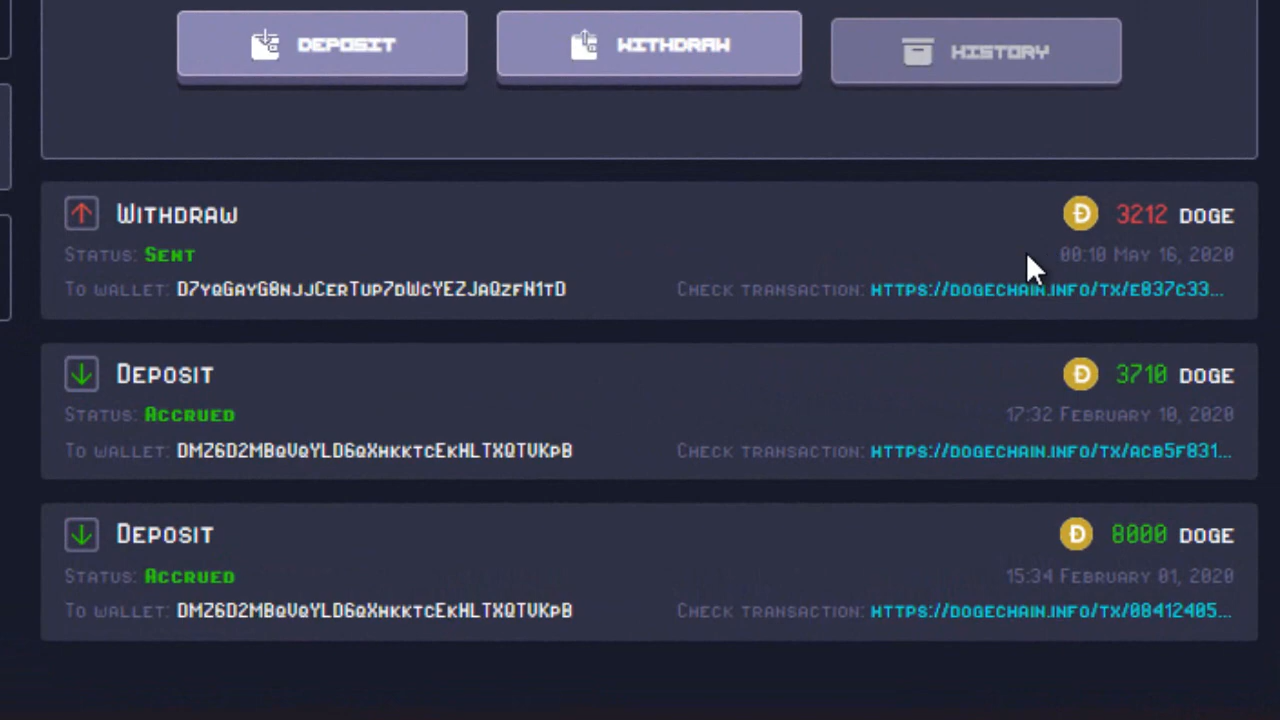 DEPOSIT
WITHDRAW
HISTORY
Withdraw
3212 DOGE
Status: Sent
00:10 May 16, 2020
To wallet: D7yqGayG8njjCerTup7dWcYEZJaQzfN1tD
Check transaction: https://dogechain.info/tx/e837c33...
Deposit
3710 DOGE
Status: Accrued
17:32 February 10, 2020
To wallet: DMZ6D2MBqVqYLD6qXhkktcEkHLTXQTVKpB
Check transaction: https://dogechain.info/tx/acb5f831...
Deposit
8000 DOGE
Status: Accrued
15:34 February 01, 2020
To wallet: DMZ6D2MBqVqYLD6qXhkktcEkHLTXQTVKpB
Check transaction: https://dogechain.info/tx/08412405...